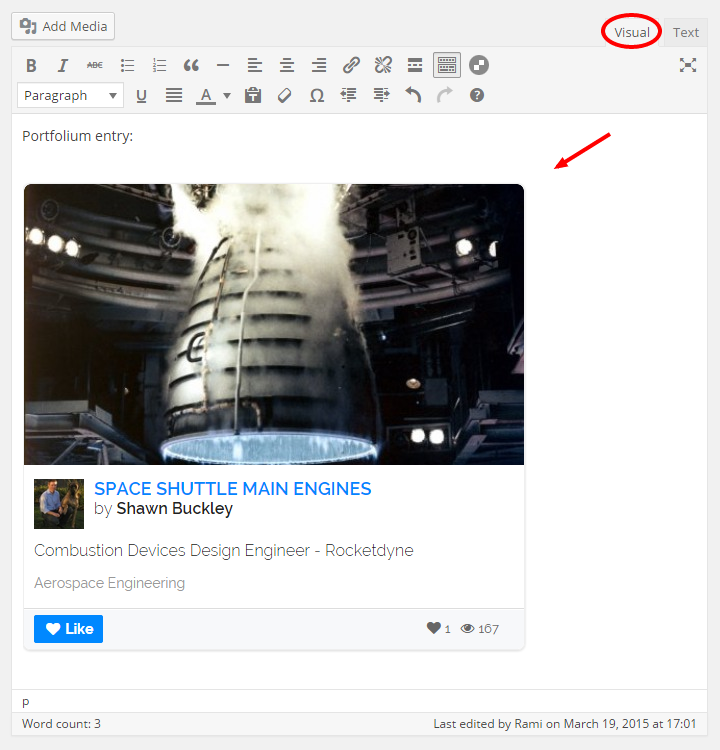 Add Media
Visual Text
B I ABC
Paragraph U A Ω ?
Portfolium entry:
SPACE SHUTTLE MAIN ENGINES
by Shawn Buckley
Combustion Devices Design Engineer - Rocketdyne
Aerospace Engineering
Like 1 167
p
Word count: 3 Last edited by Rami on March 19, 2015 at 17:01